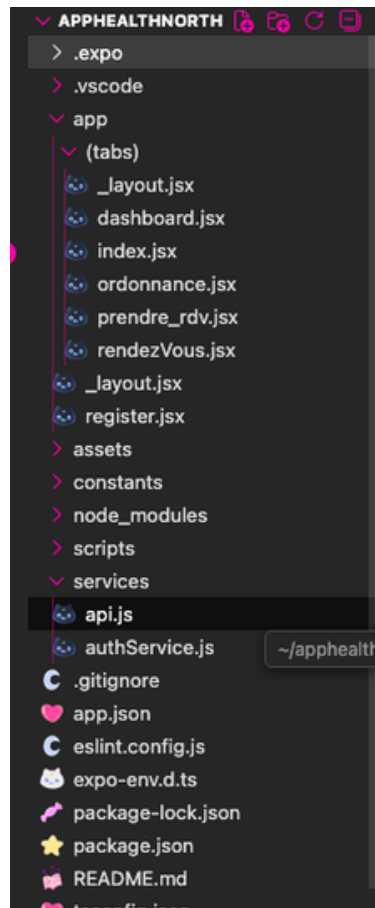 APPHEALTHNORTH
.expo
.vscode
app
(tabs)
_layout.jsx
dashboard.jsx
index.jsx
ordonnance.jsx
prendre_rdv.jsx
rendezVous.jsx
_layout.jsx
register.jsx
assets
constants
node_modules
scripts
services
api.js
authService.js ~/apphealth
.gitignore
app.json
eslint.config.js
expo-env.d.ts
package-lock.json
package.json
README.md
tsconfig.json